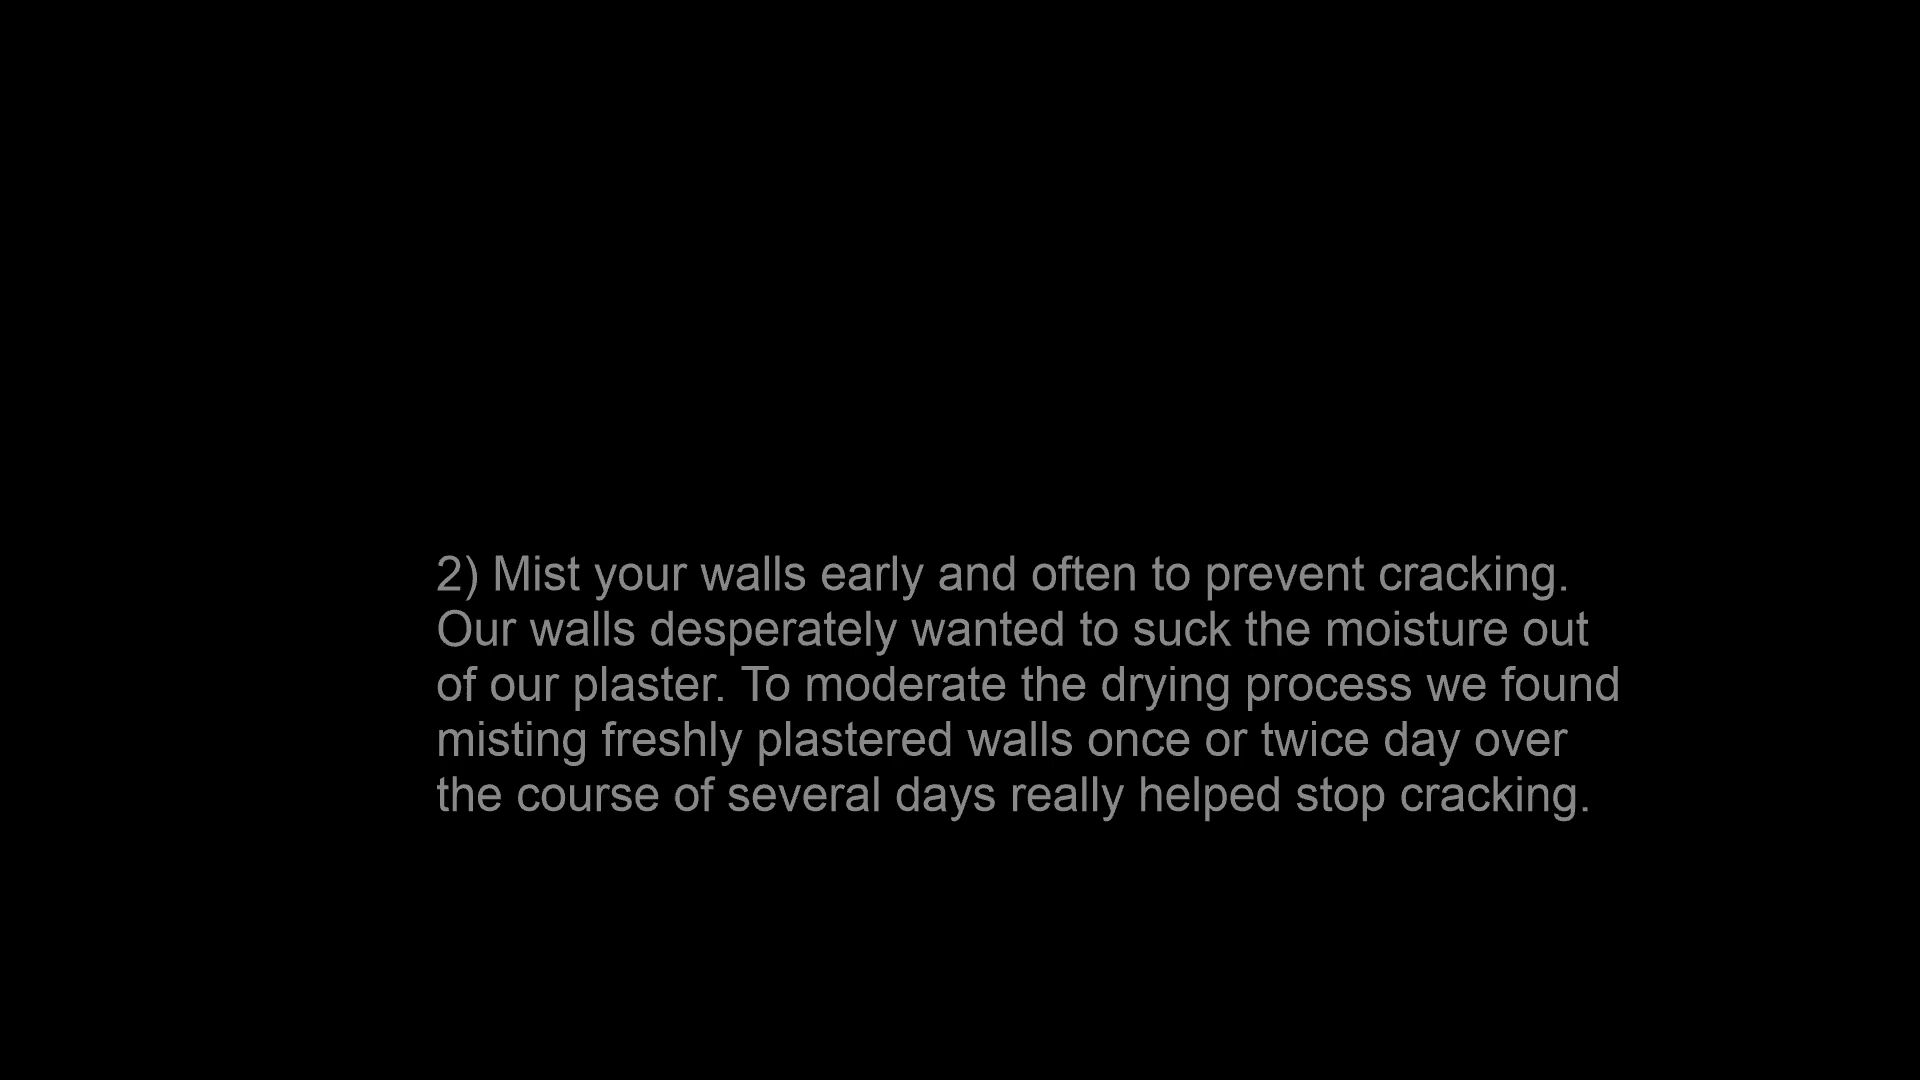 2) Mist your walls early and often to prevent cracking.
Our walls desperately wanted to suck the moisture out
of our plaster. To moderate the drying process we found
misting freshly plastered walls once or twice day over
the course of several days really helped stop cracking.